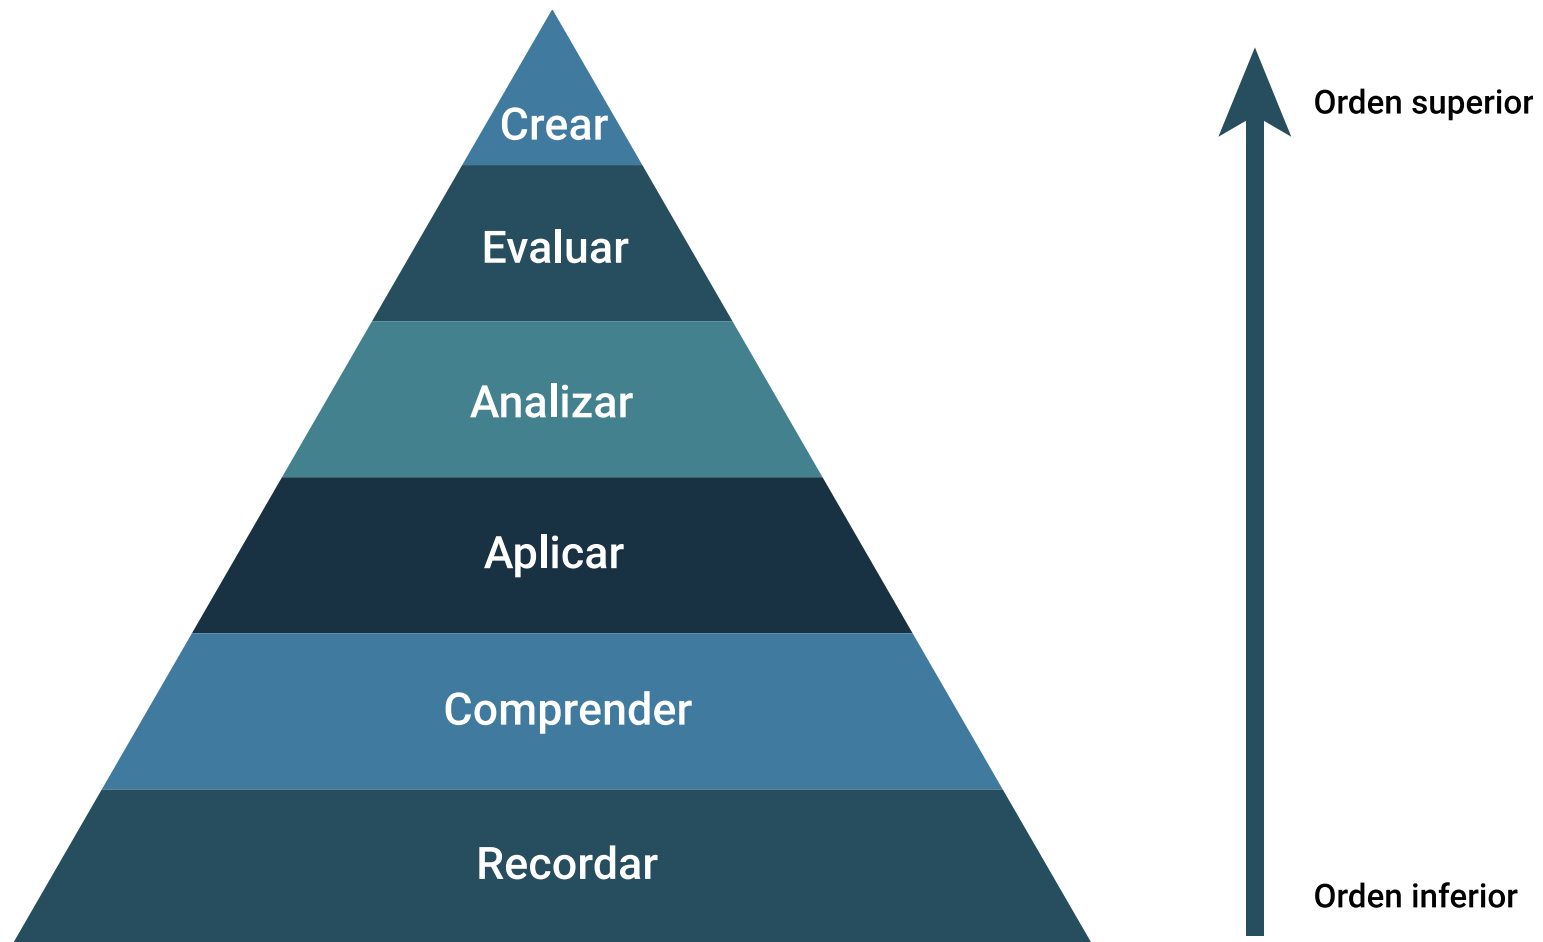 Crear
Orden superior
Evaluar
Analizar
Aplicar
Comprender
Recordar
Orden inferior